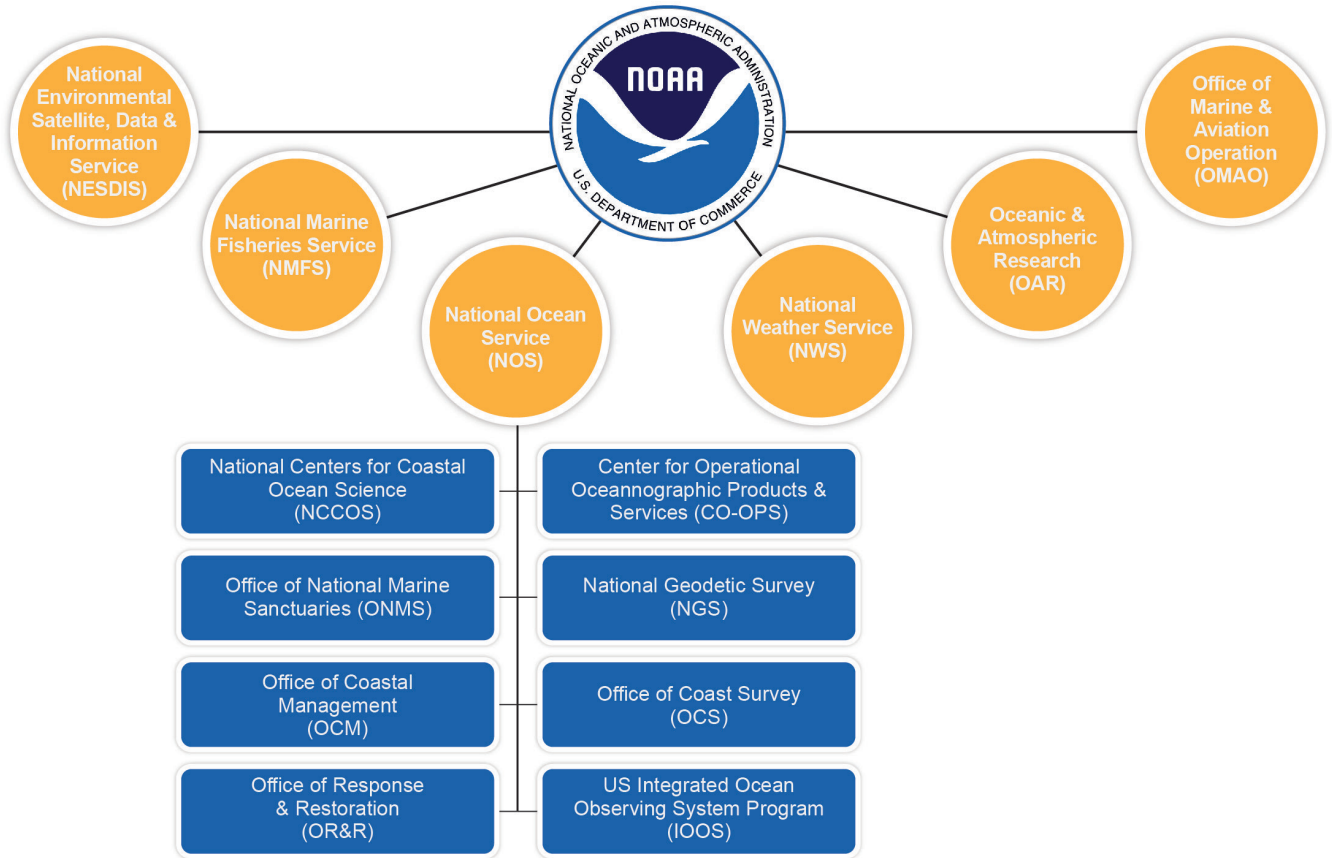 NATIONAL OCEANIC AND ATMOSPHERIC ADMINISTRATION
NOAA
U.S. DEPARTMENT OF COMMERCE
National
Environmental
Satellite, Data &
Information
Service
(NESDIS)
National Marine
Fisheries Service
(NMFS)
National Ocean
Service
(NOS)
National
Weather Service
(NWS)
Oceanic &
Atmospheric
Research
(OAR)
Office of
Marine &
Aviation
Operation
(OMAO)
National Centers for Coastal
Ocean Science
(NCCOS)
Center for Operational
Oceannographic Products &
Services (CO-OPS)
Office of National Marine
Sanctuaries (ONMS)
National Geodetic Survey
(NGS)
Office of Coastal
Management
(OCM)
Office of Coast Survey
(OCS)
Office of Response
& Restoration
(OR&R)
US Integrated Ocean
Observing System Program
(IOOS)